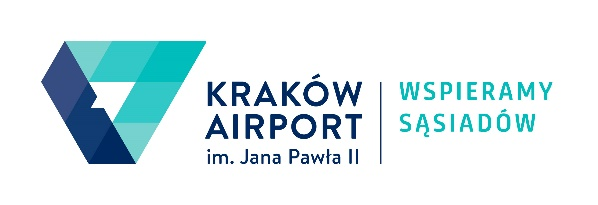 KRAKÓW
AIRPORT
im. Jana Pawła II
WSPIERAMY
SĄSIADÓW